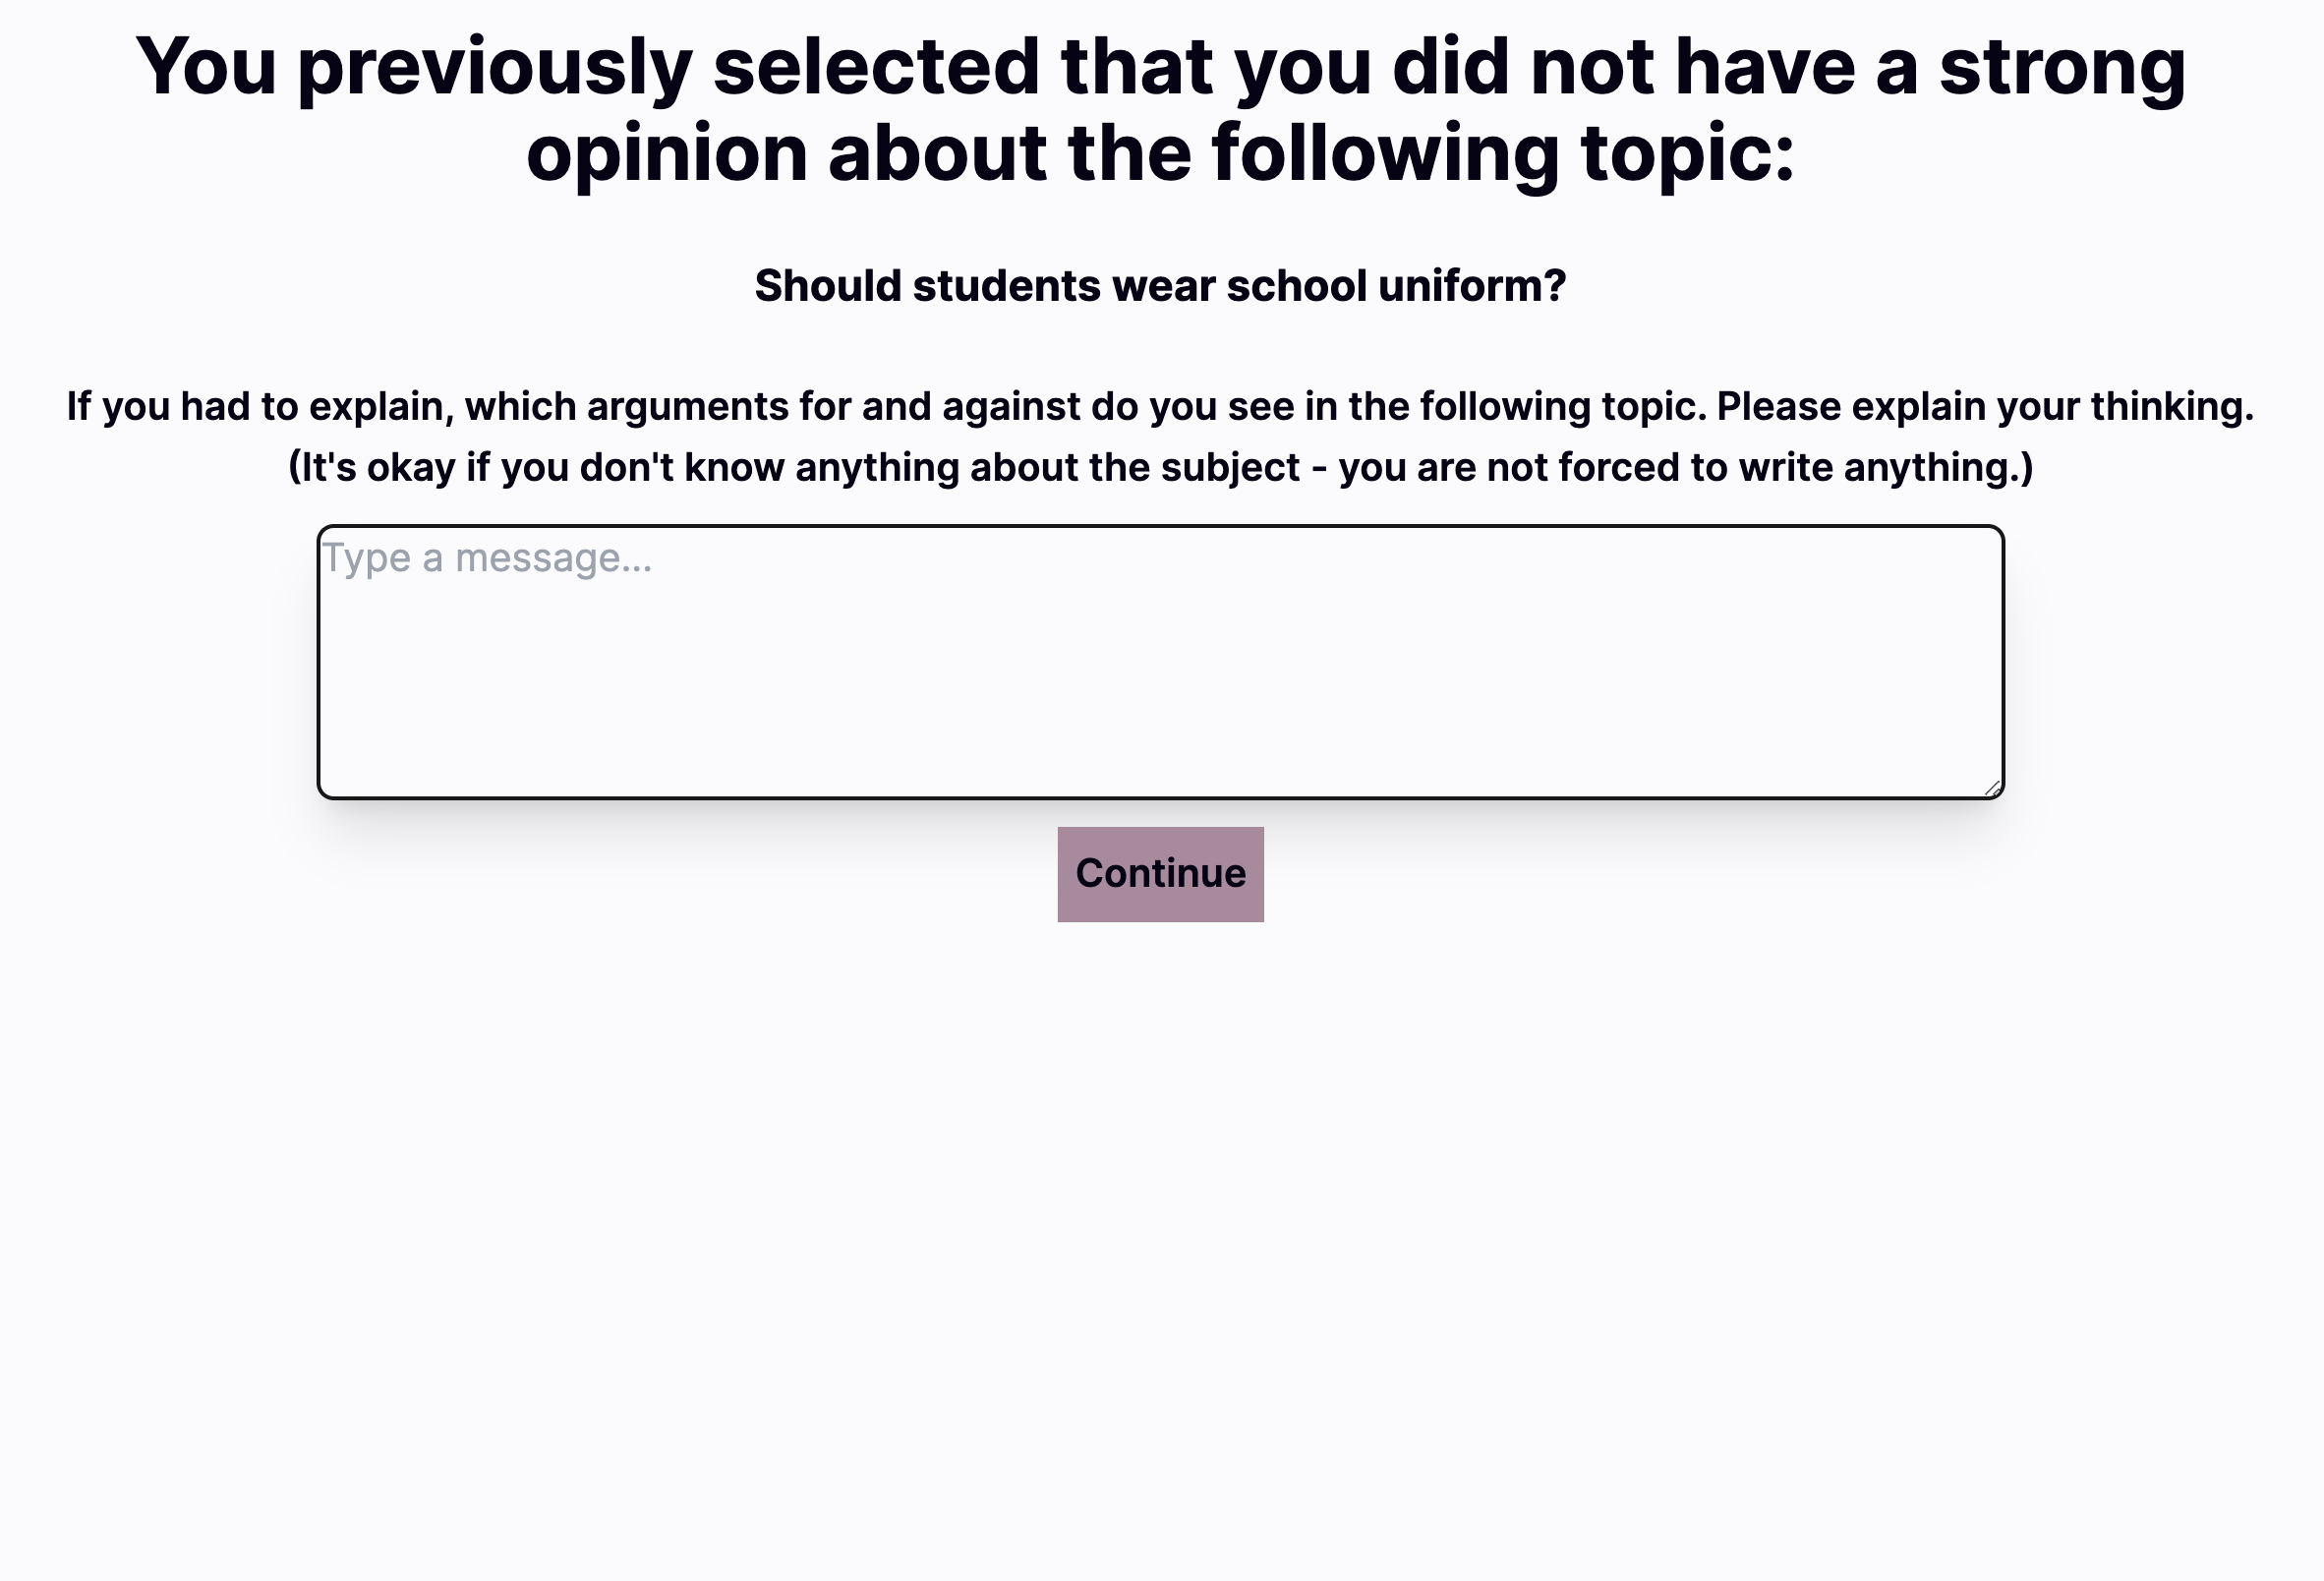 You previously selected that you did not have a strong
opinion about the following topic:
Should students wear school uniform?
If you had to explain, which arguments for and against do you see in the following topic. Please explain your thinking.
(It's okay if you don't know anything about the subject - you are not forced to write anything.)
Type a message...
Continue